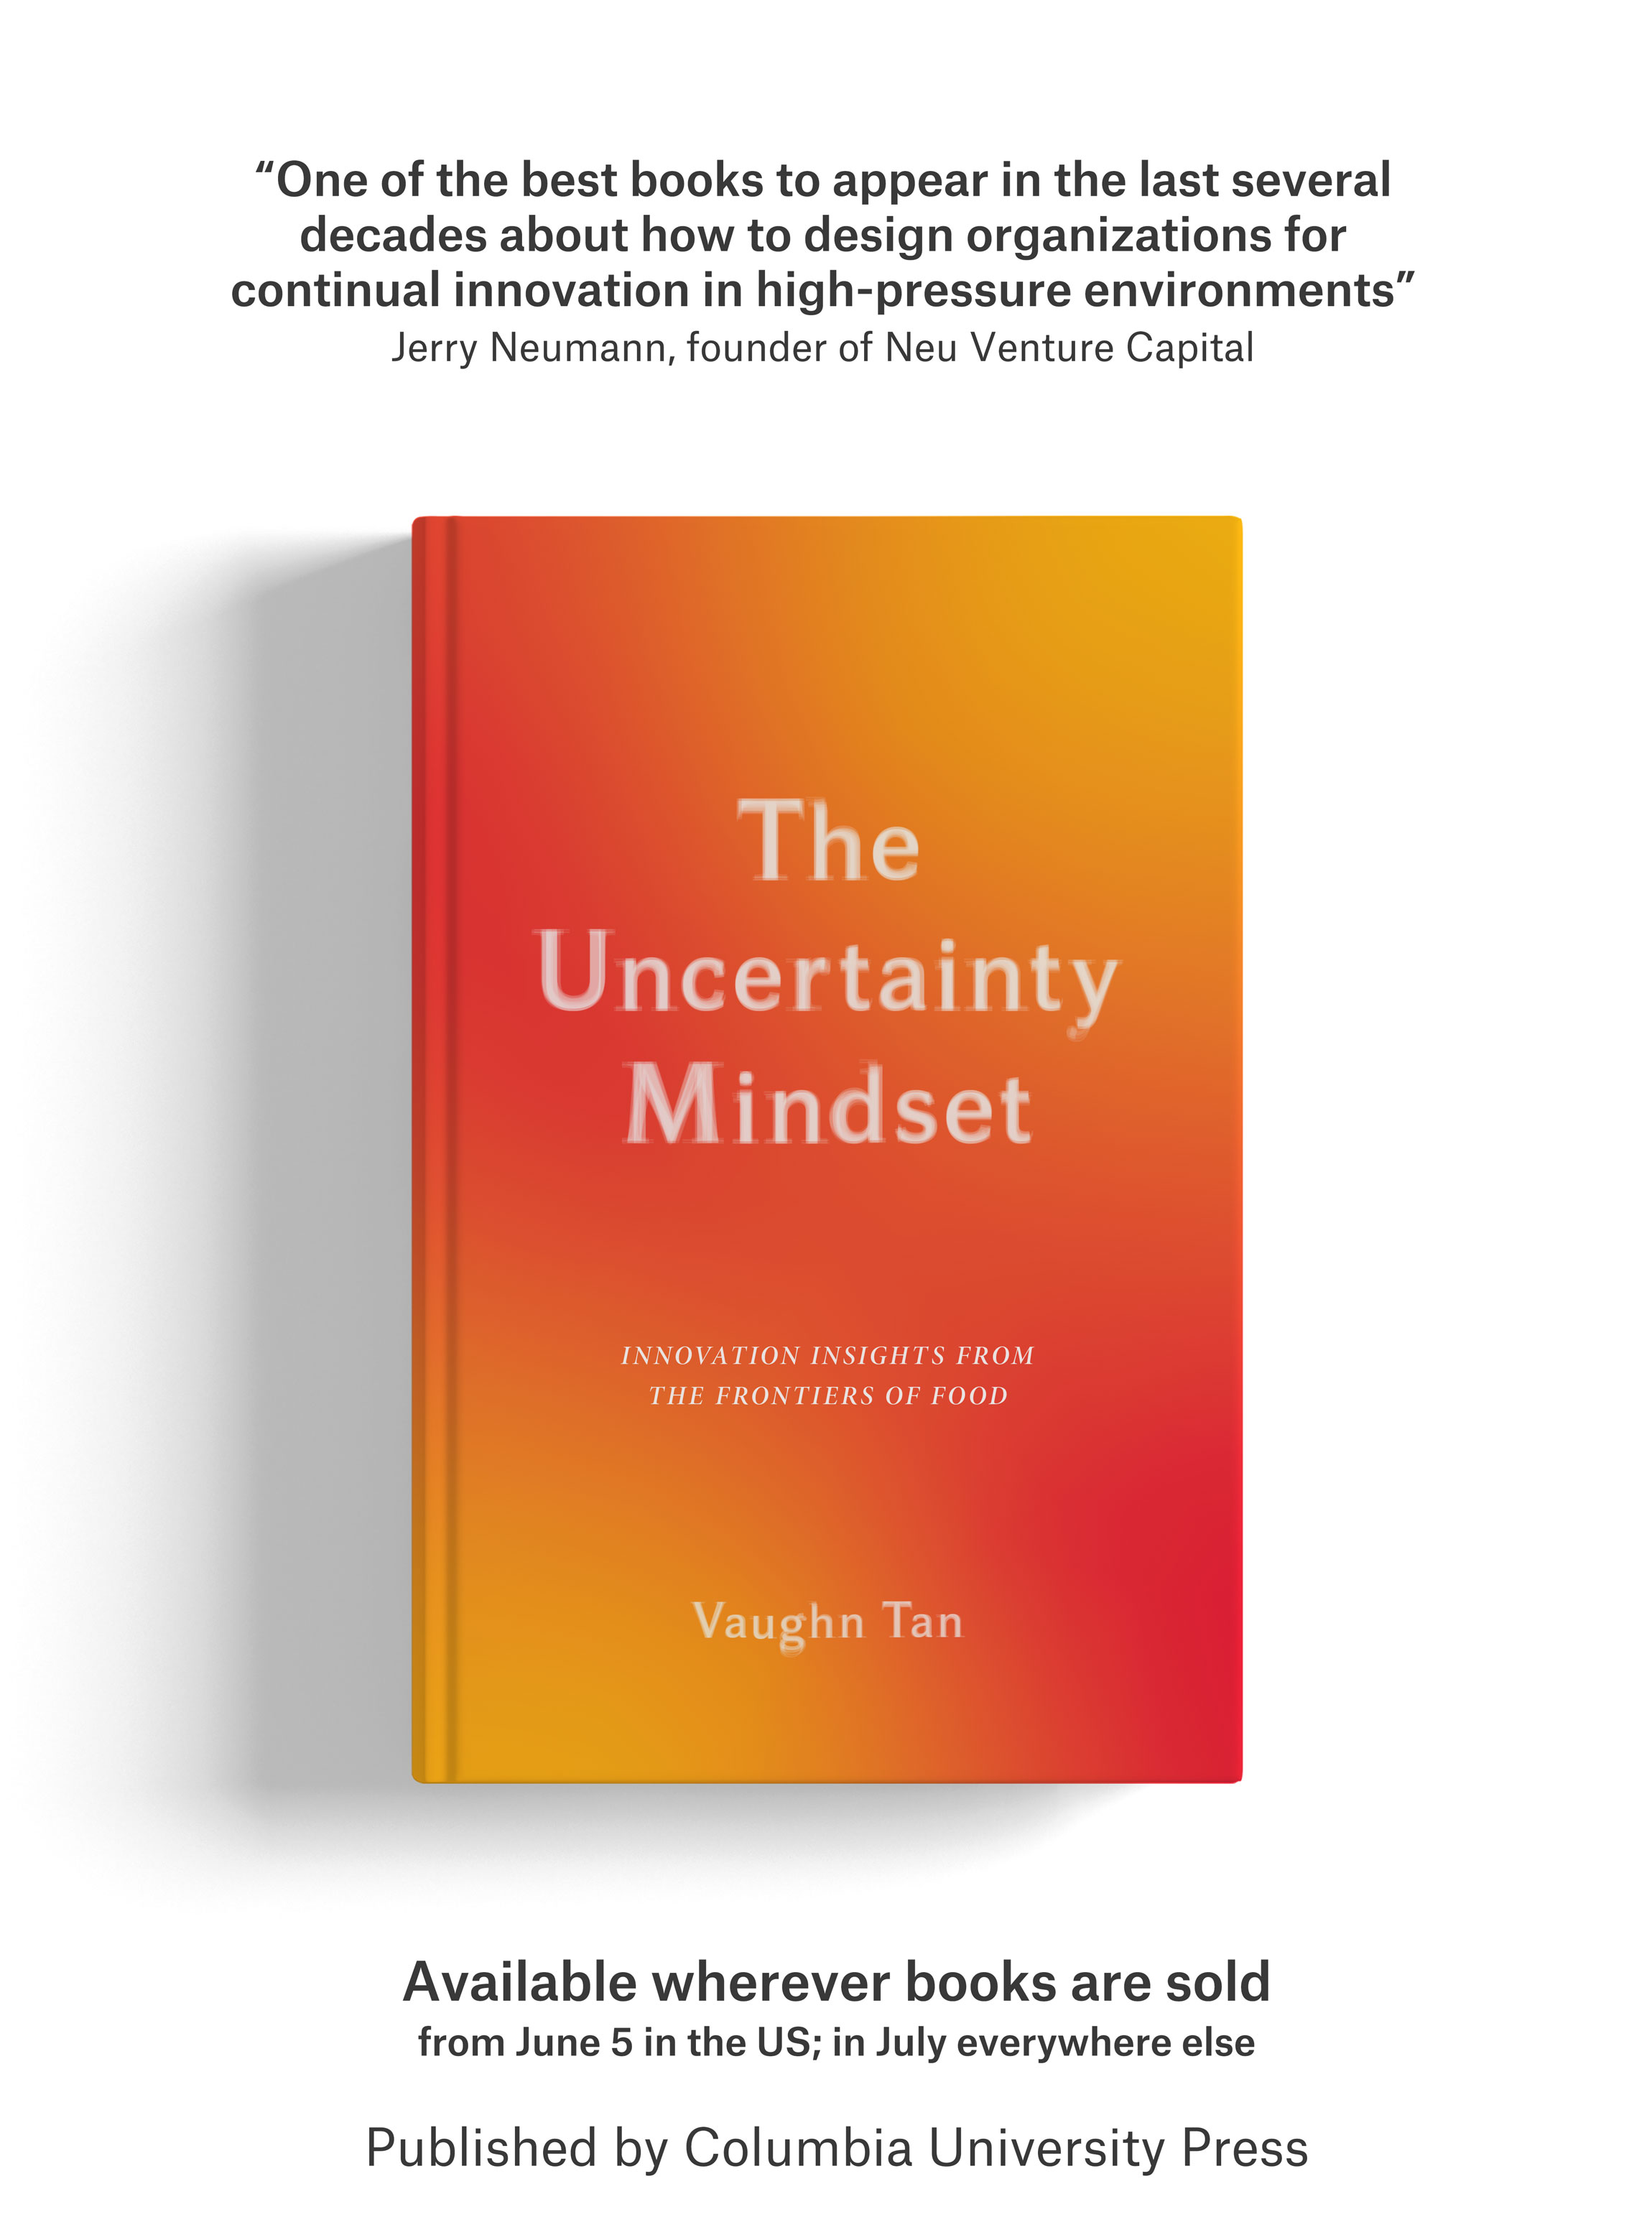 “One of the best books to appear in the last several
decades about how to design organizations for
continual innovation in high-pressure environments”
Jerry Neumann, founder of Neu Venture Capital
The
Uncertainty
Mindset
INNOVATION INSIGHTS FROM
THE FRONTIERS OF FOOD
Vaughn Tan
Available wherever books are sold
from June 5 in the US; in July everywhere else
Published by Columbia University Press